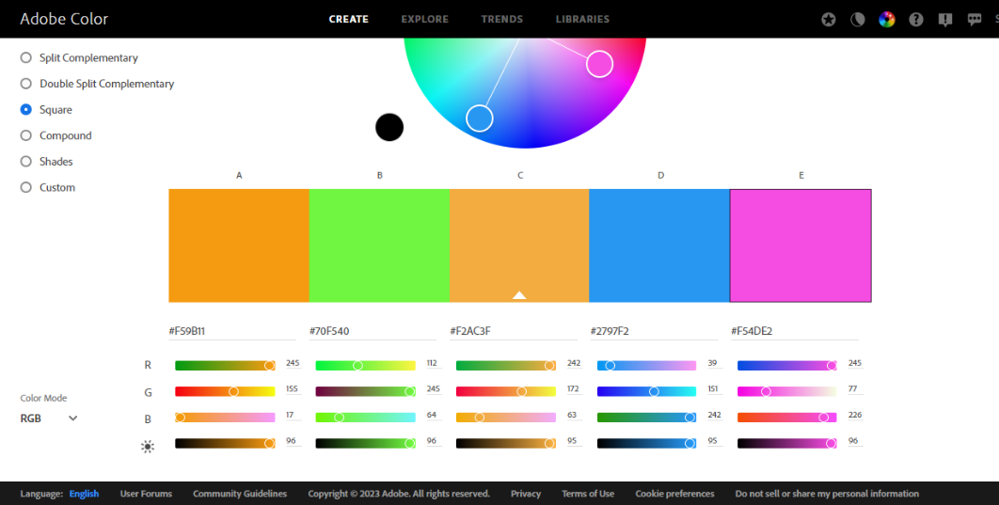 Adobe Color CREATE EXPLORE TRENDS LIBRARIES
Split Complementary
Double Split Complementary
Square
Compound
Shades
Custom
A B C D E
#F59B11 #70F540 #F2AC3F #2797F2 #F54DE2
R 245 112 242 39 245
G 155 245 172 151 77
B 17 64 63 242 226
96 96 95 95 96
Color Mode
RGB
Language: English User Forums Community Guidelines Copyright © 2023 Adobe. All rights reserved. Privacy Terms of Use Cookie preferences Do not sell or share my personal information